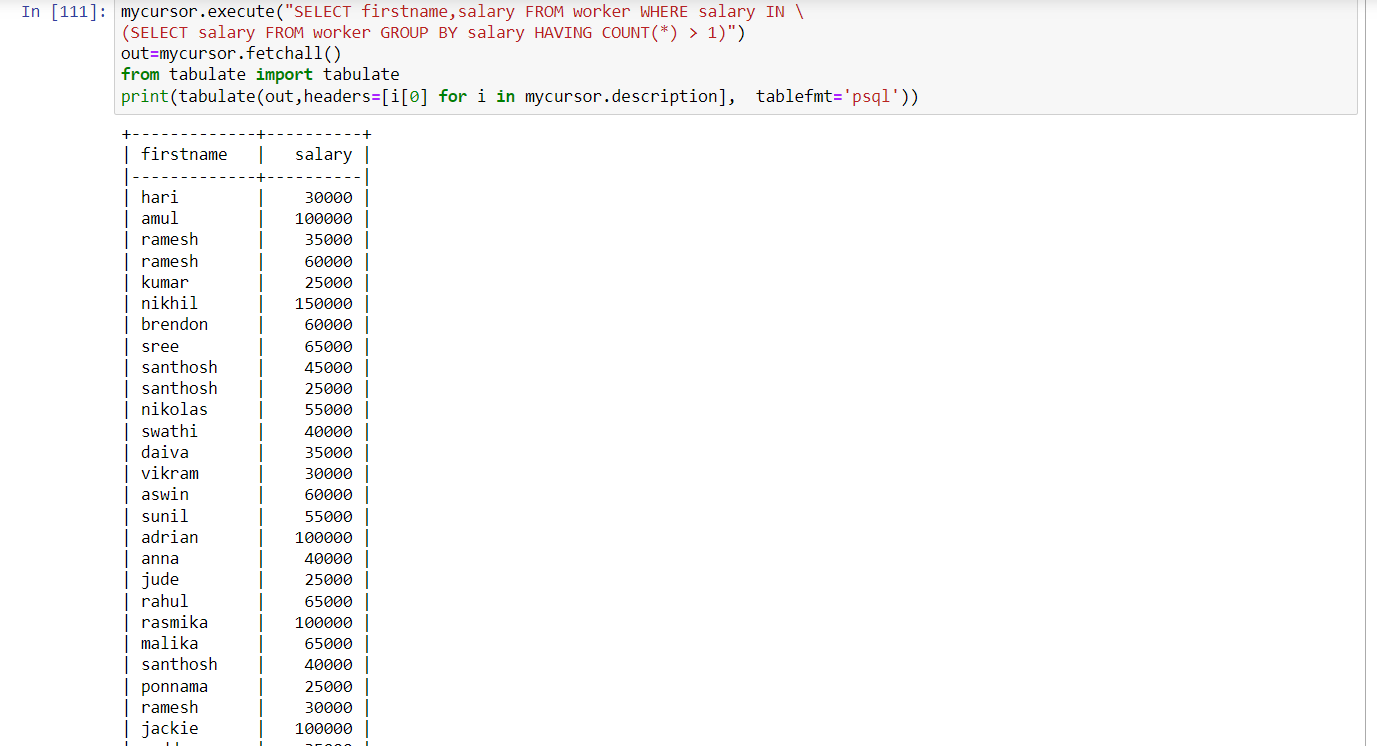 In [111]: mycursor.execute("SELECT firstname,salary FROM worker WHERE salary IN \
(SELECT salary FROM worker GROUP BY salary HAVING COUNT(*) > 1)")
out=mycursor.fetchall()
from tabulate import tabulate
print(tabulate(out,headers=[i[0] for i in mycursor.description],  tablefmt='psql'))
+-------------+----------+
| firstname   |   salary |
|-------------+----------|
| hari        |    30000 |
| amul        |   100000 |
| ramesh      |    35000 |
| ramesh      |    60000 |
| kumar       |    25000 |
| nikhil      |   150000 |
| brendon     |    60000 |
| sree        |    65000 |
| santhosh    |    45000 |
| santhosh    |    25000 |
| nikolas     |    55000 |
| swathi      |    40000 |
| daiva       |    35000 |
| vikram      |    30000 |
| aswin       |    60000 |
| sunil       |    55000 |
| adrian      |   100000 |
| anna        |    40000 |
| jude        |    25000 |
| rahul       |    65000 |
| rasmika     |   100000 |
| malika      |    65000 |
| santhosh    |    40000 |
| ponnama     |    25000 |
| ramesh      |    30000 |
| jackie      |   100000 |